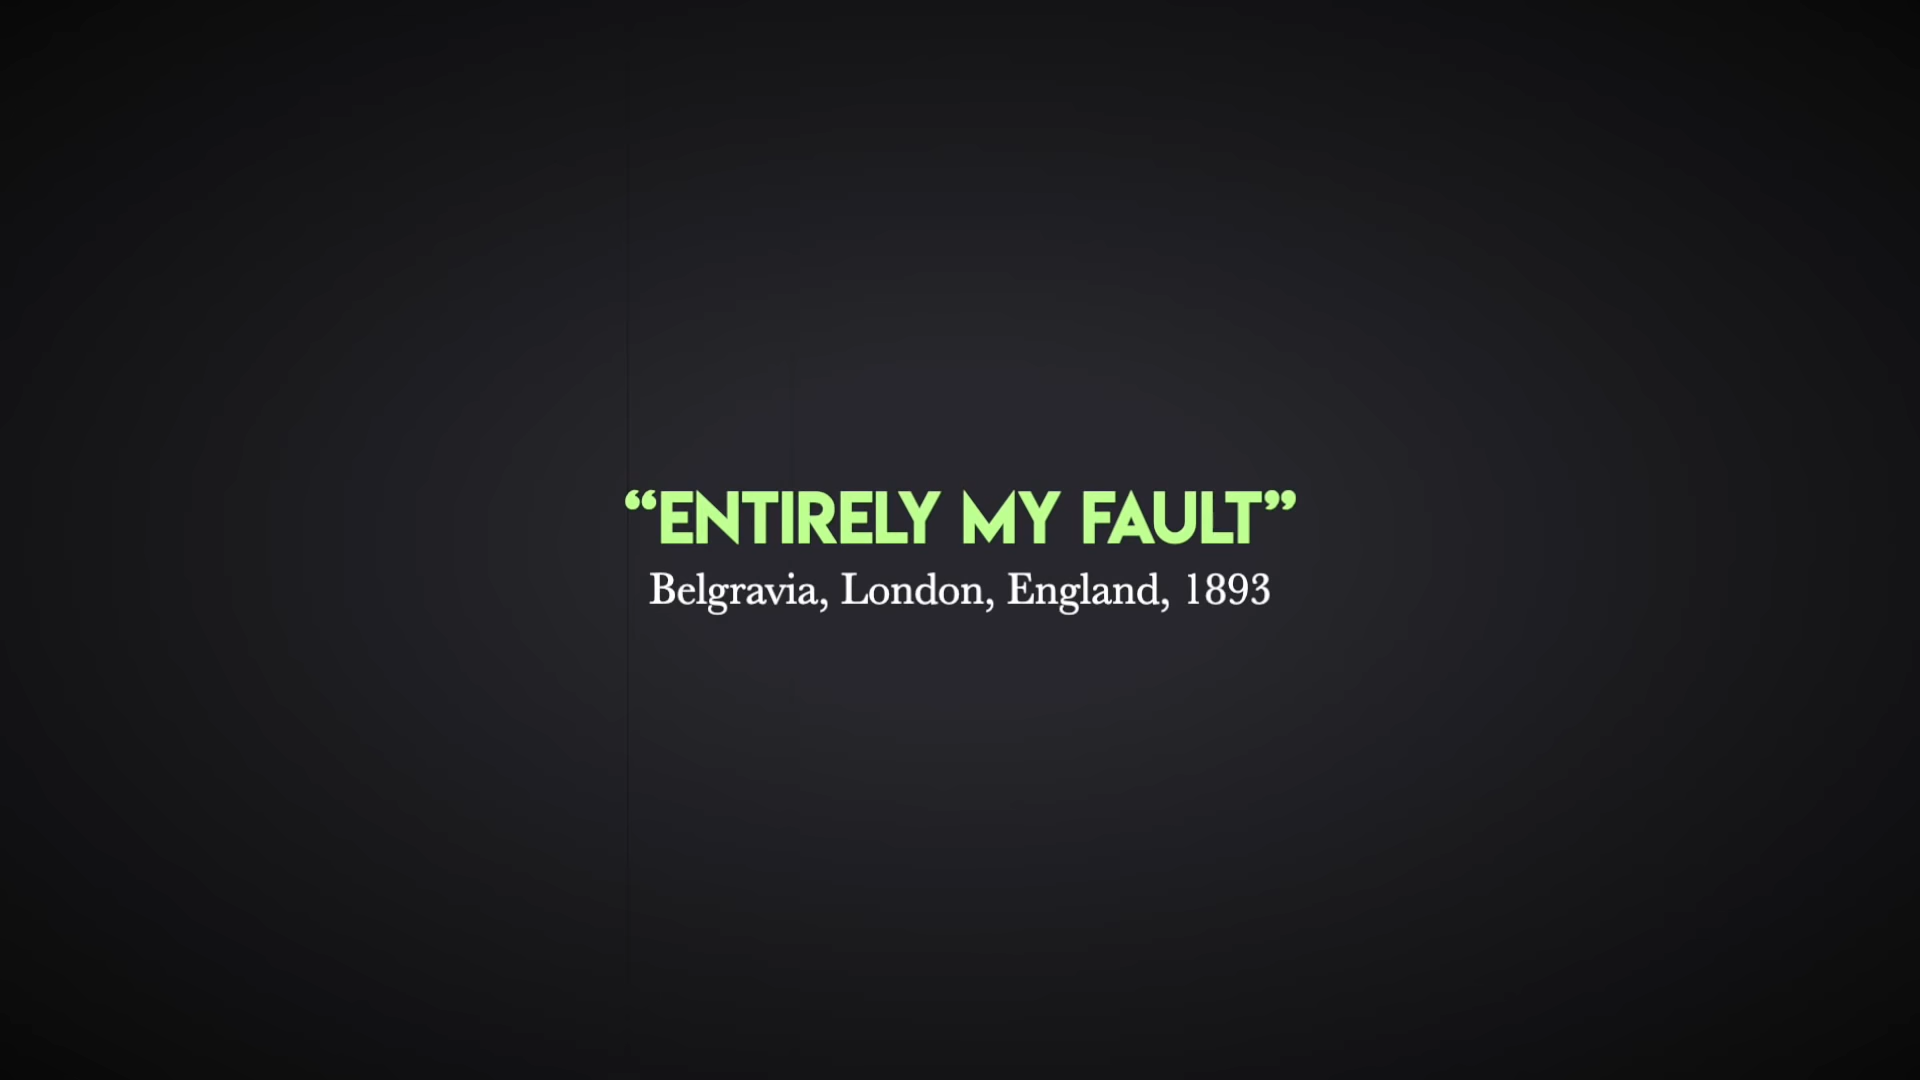 “ENTIRELY MY FAULT”
Belgravia, London, England, 1893